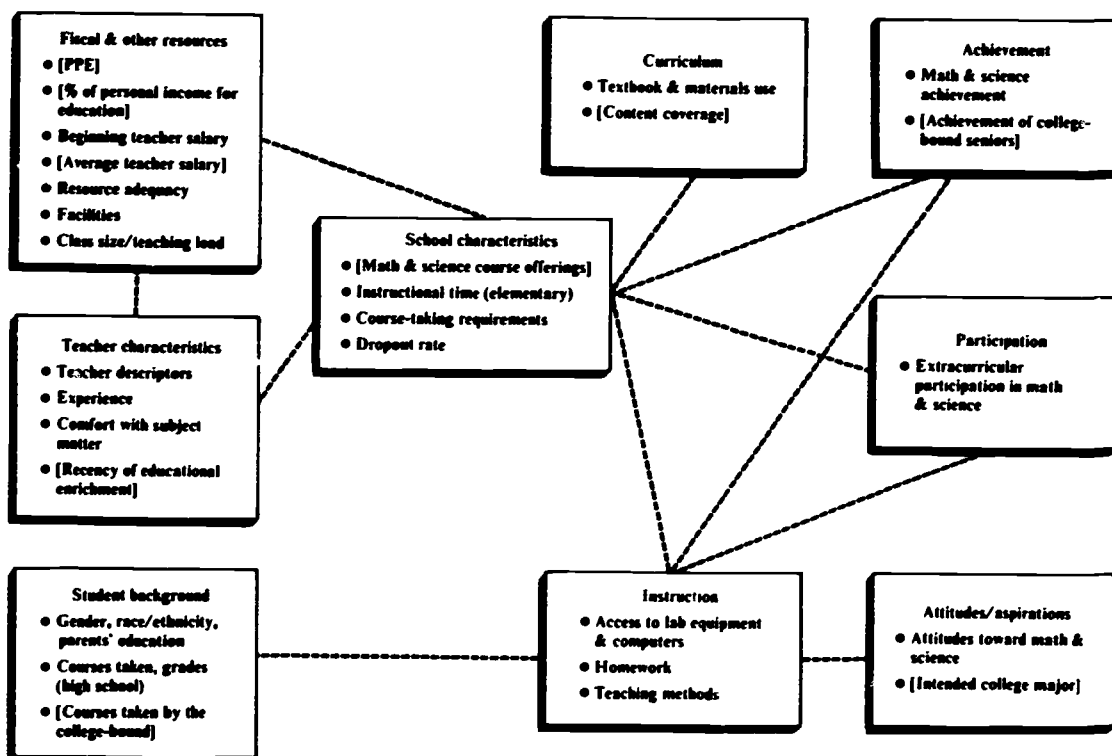 Fiscal & other resources
● [PPE]
● [% of personal income for
education]
● Beginning teacher salary
● [Average teacher salary]
● Resource adequacy
● Facilities
● Class size/teaching load
Teacher characteristics
● Teacher descriptors
● Experience
● Comfort with subject
matter
● [Recency of educational
enrichment]
Student background
● Gender, race/ethnicity,
parents' education
● Courses taken, grades
(high school)
● [Courses taken by the
college-bound]
School characteristics
● [Math & science course offerings]
● Instructional time (elementary)
● Course-taking requirements
● Dropout rate
Curriculum
● Textbook & materials use
● [Content coverage]
Instruction
● Access to lab equipment
& computers
● Homework
● Teaching methods
Achievement
● Math & science
achievement
● [Achievement of college-
bound seniors]
Participation
● Extracurricular
participation in math
& science
Attitudes/aspirations
● Attitudes toward math &
science
● [Intended college major]